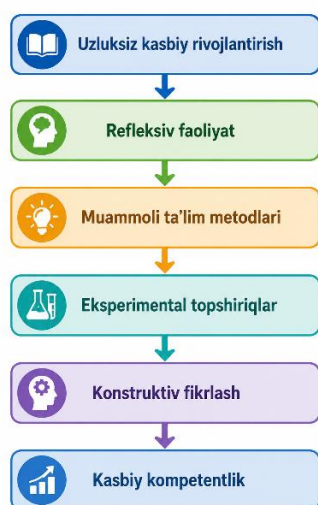 Uzluksiz kasbiy rivojlantirish
Refleksiv faoliyat
Muammoli ta'lim metodlari
Eksperimental topshiriqlar
Konstruktiv fikrlash
Kasbiy kompetentlik